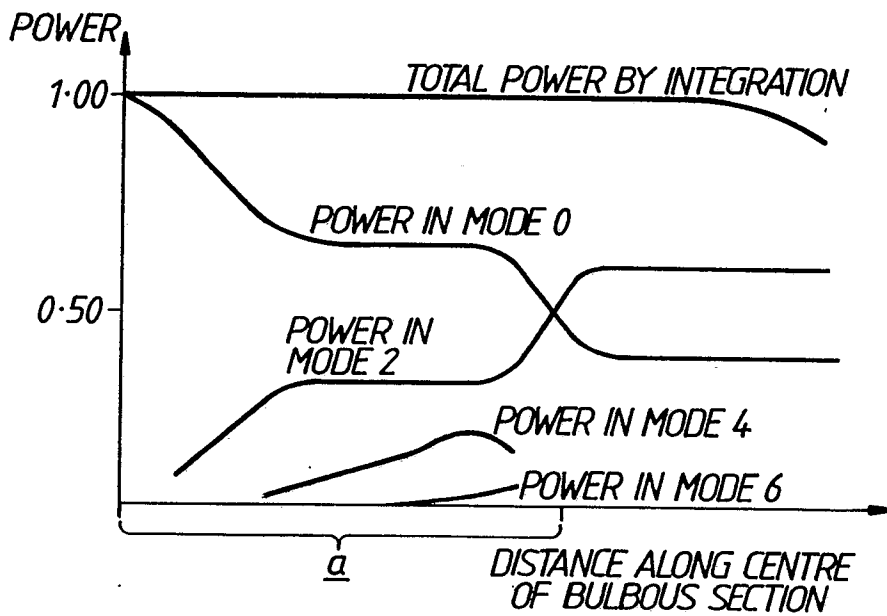 POWER
TOTAL POWER BY INTEGRATION
1·00
POWER IN MODE 0
0·50
POWER IN
MODE 2
POWER IN MODE 4
POWER IN MODE 6
a
DISTANCE ALONG CENTRE
OF BULBOUS SECTION